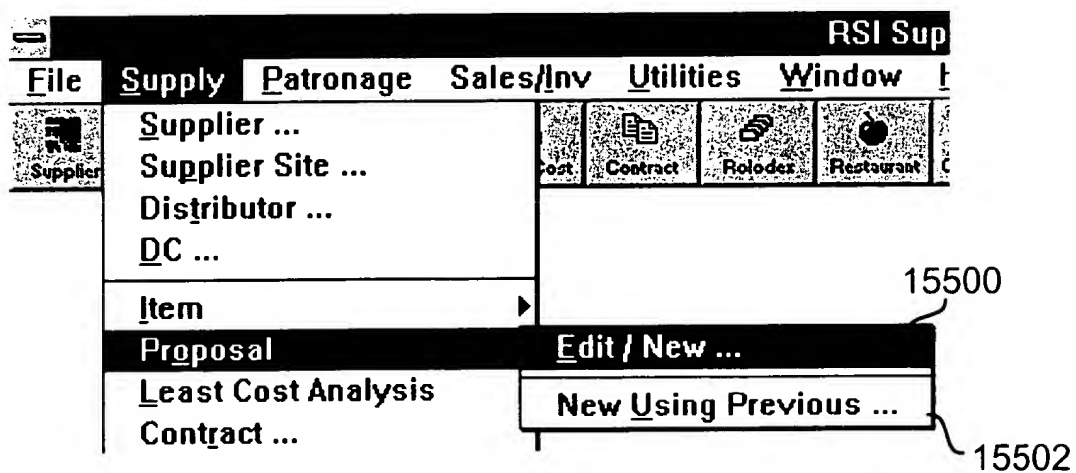 RSI Sup
File Supply Patronage Sales/Inv Utilities Window
Supplier Cost Contract Rolodex Restaurant
Supplier ...
Supplier Site ...
Distributor ...
DC ...
Item
Proposal
Least Cost Analysis
Contract ...
15500
Edit / New ...
New Using Previous ...
15502